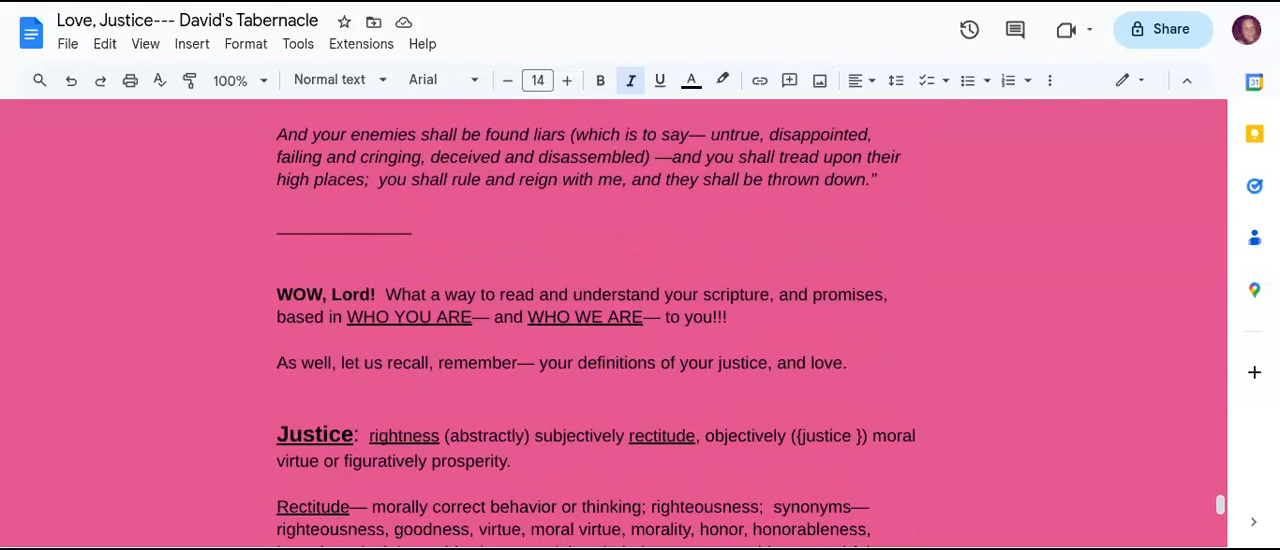 Love, Justice--- David's Tabernacle
File Edit View Insert Format Tools Extensions Help
Share
100% Normal text Arial − 14 + B I U A
And your enemies shall be found liars (which is to say— untrue, disappointed,
failing and cringing, deceived and disassembled) —and you shall tread upon their
high places;  you shall rule and reign with me, and they shall be thrown down.”
______________
WOW, Lord!  What a way to read and understand your scripture, and promises,
based in WHO YOU ARE— and WHO WE ARE— to you!!!
As well, let us recall, remember— your definitions of your justice, and love.
Justice:  rightness (abstractly) subjectively rectitude, objectively ({justice }) moral
virtue or figuratively prosperity.
Rectitude— morally correct behavior or thinking; righteousness;  synonyms—
righteousness, goodness, virtue, moral virtue, morality, honor, honorableness,